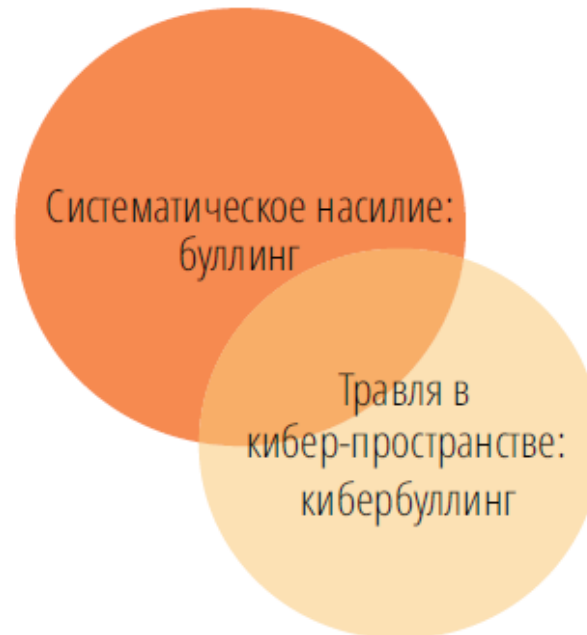 Систематическое насилие:
буллинг
Травля в
кибер-пространстве:
кибербуллинг